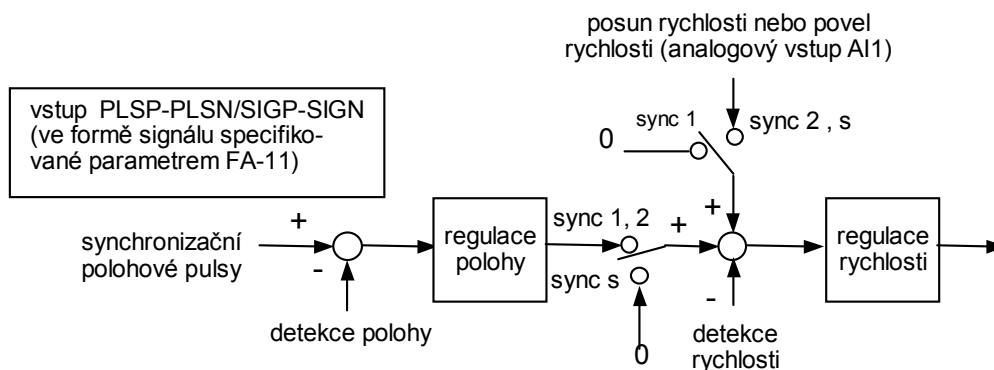 posun rychlosti nebo povel
rychlosti (analogový vstup AI1)
vstup PLSP-PLSN/SIGP-SIGN
(ve formě signálu specifiko-
vané parametrem FA-11)
sync 1
sync 2 , s
0
+
synchronizační
polohové pulsy
-
detekce polohy
regulace
polohy
sync 1, 2
sync s
0
+
+
-
detekce
rychlosti
regulace
rychlosti